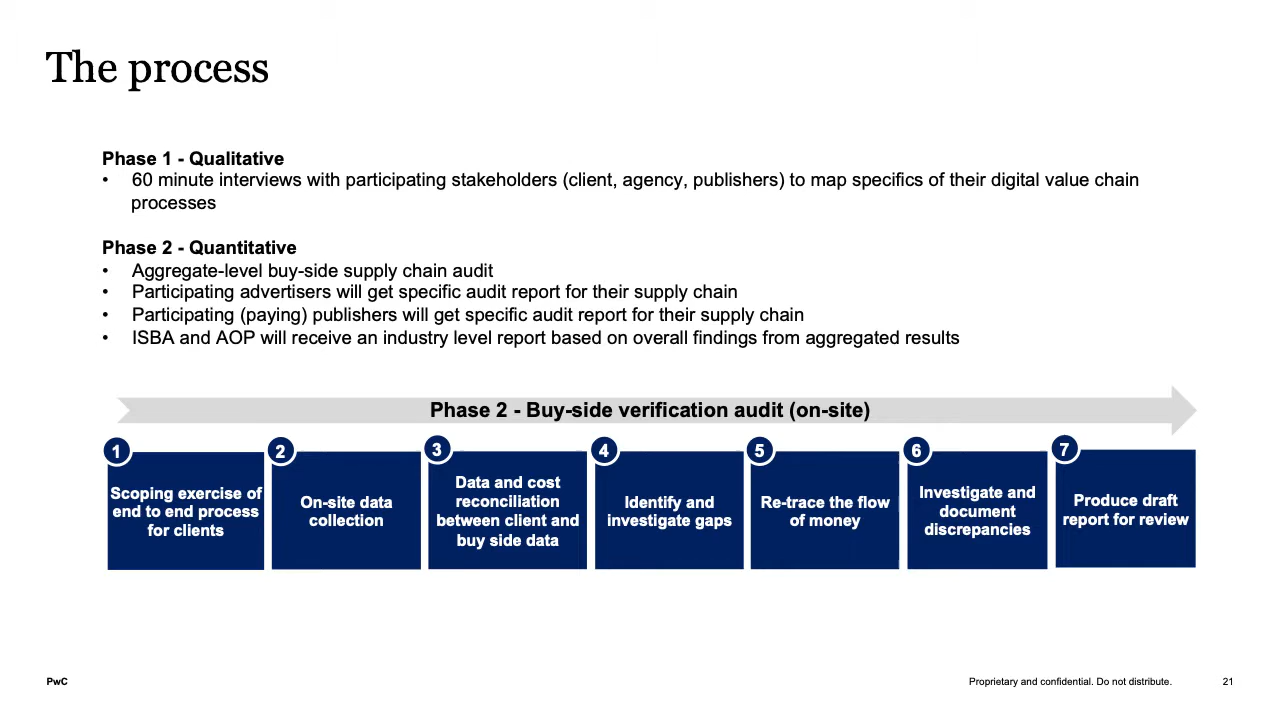 The process
Phase 1 - Qualitative
• 60 minute interviews with participating stakeholders (client, agency, publishers) to map specifics of their digital value chain
processes
Phase 2 - Quantitative
• Aggregate-level buy-side supply chain audit
• Participating advertisers will get specific audit report for their supply chain
• Participating (paying) publishers will get specific audit report for their supply chain
• ISBA and AOP will receive an industry level report based on overall findings from aggregated results
Phase 2 - Buy-side verification audit (on-site)
1
Scoping exercise of
end to end process
for clients
2
On-site data
collection
3
Data and cost
reconciliation
between client and
buy side data
4
Identify and
investigate gaps
5
Re-trace the flow
of money
6
Investigate and
document
discrepancies
7
Produce draft
report for review
PwC
Proprietary and confidential. Do not distribute.
21